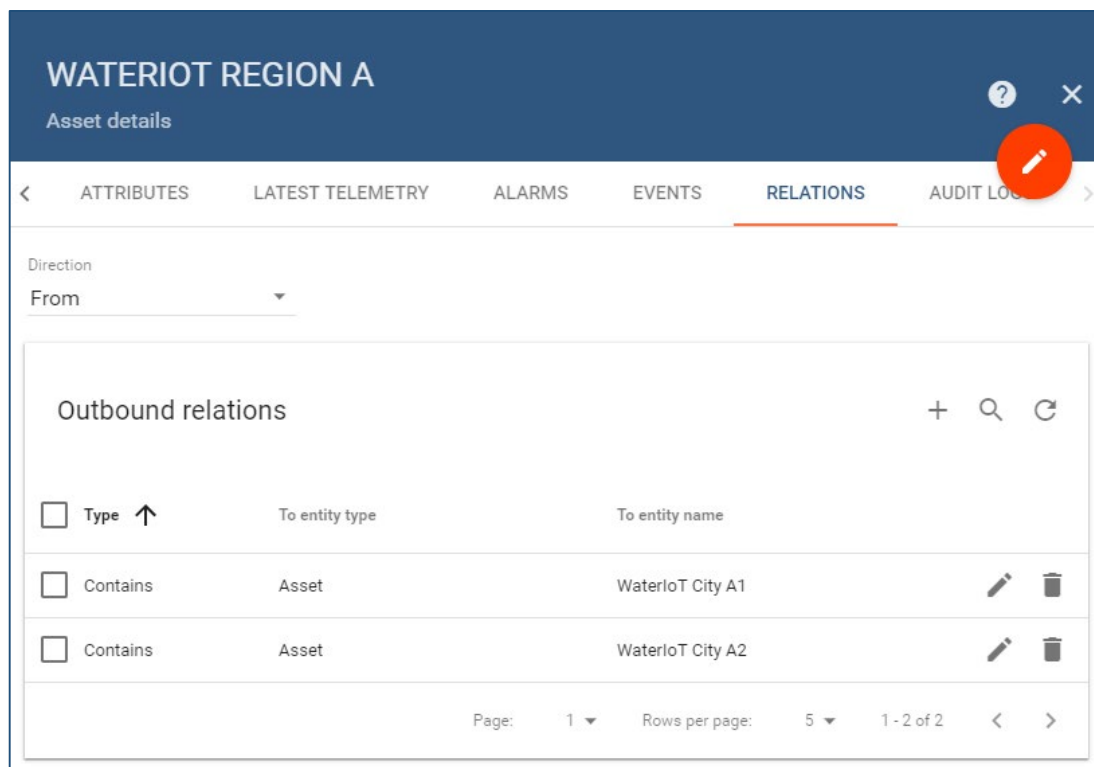 WATERIOT REGION A
Asset details
ATTRIBUTES LATEST TELEMETRY ALARMS EVENTS RELATIONS AUDIT
Direction
From
Outbound relations
Type To entity type To entity name
Contains Asset WaterIoT City A1
Contains Asset WaterIoT City A2
Page: 1 Rows per page: 5 1 - 2 of 2